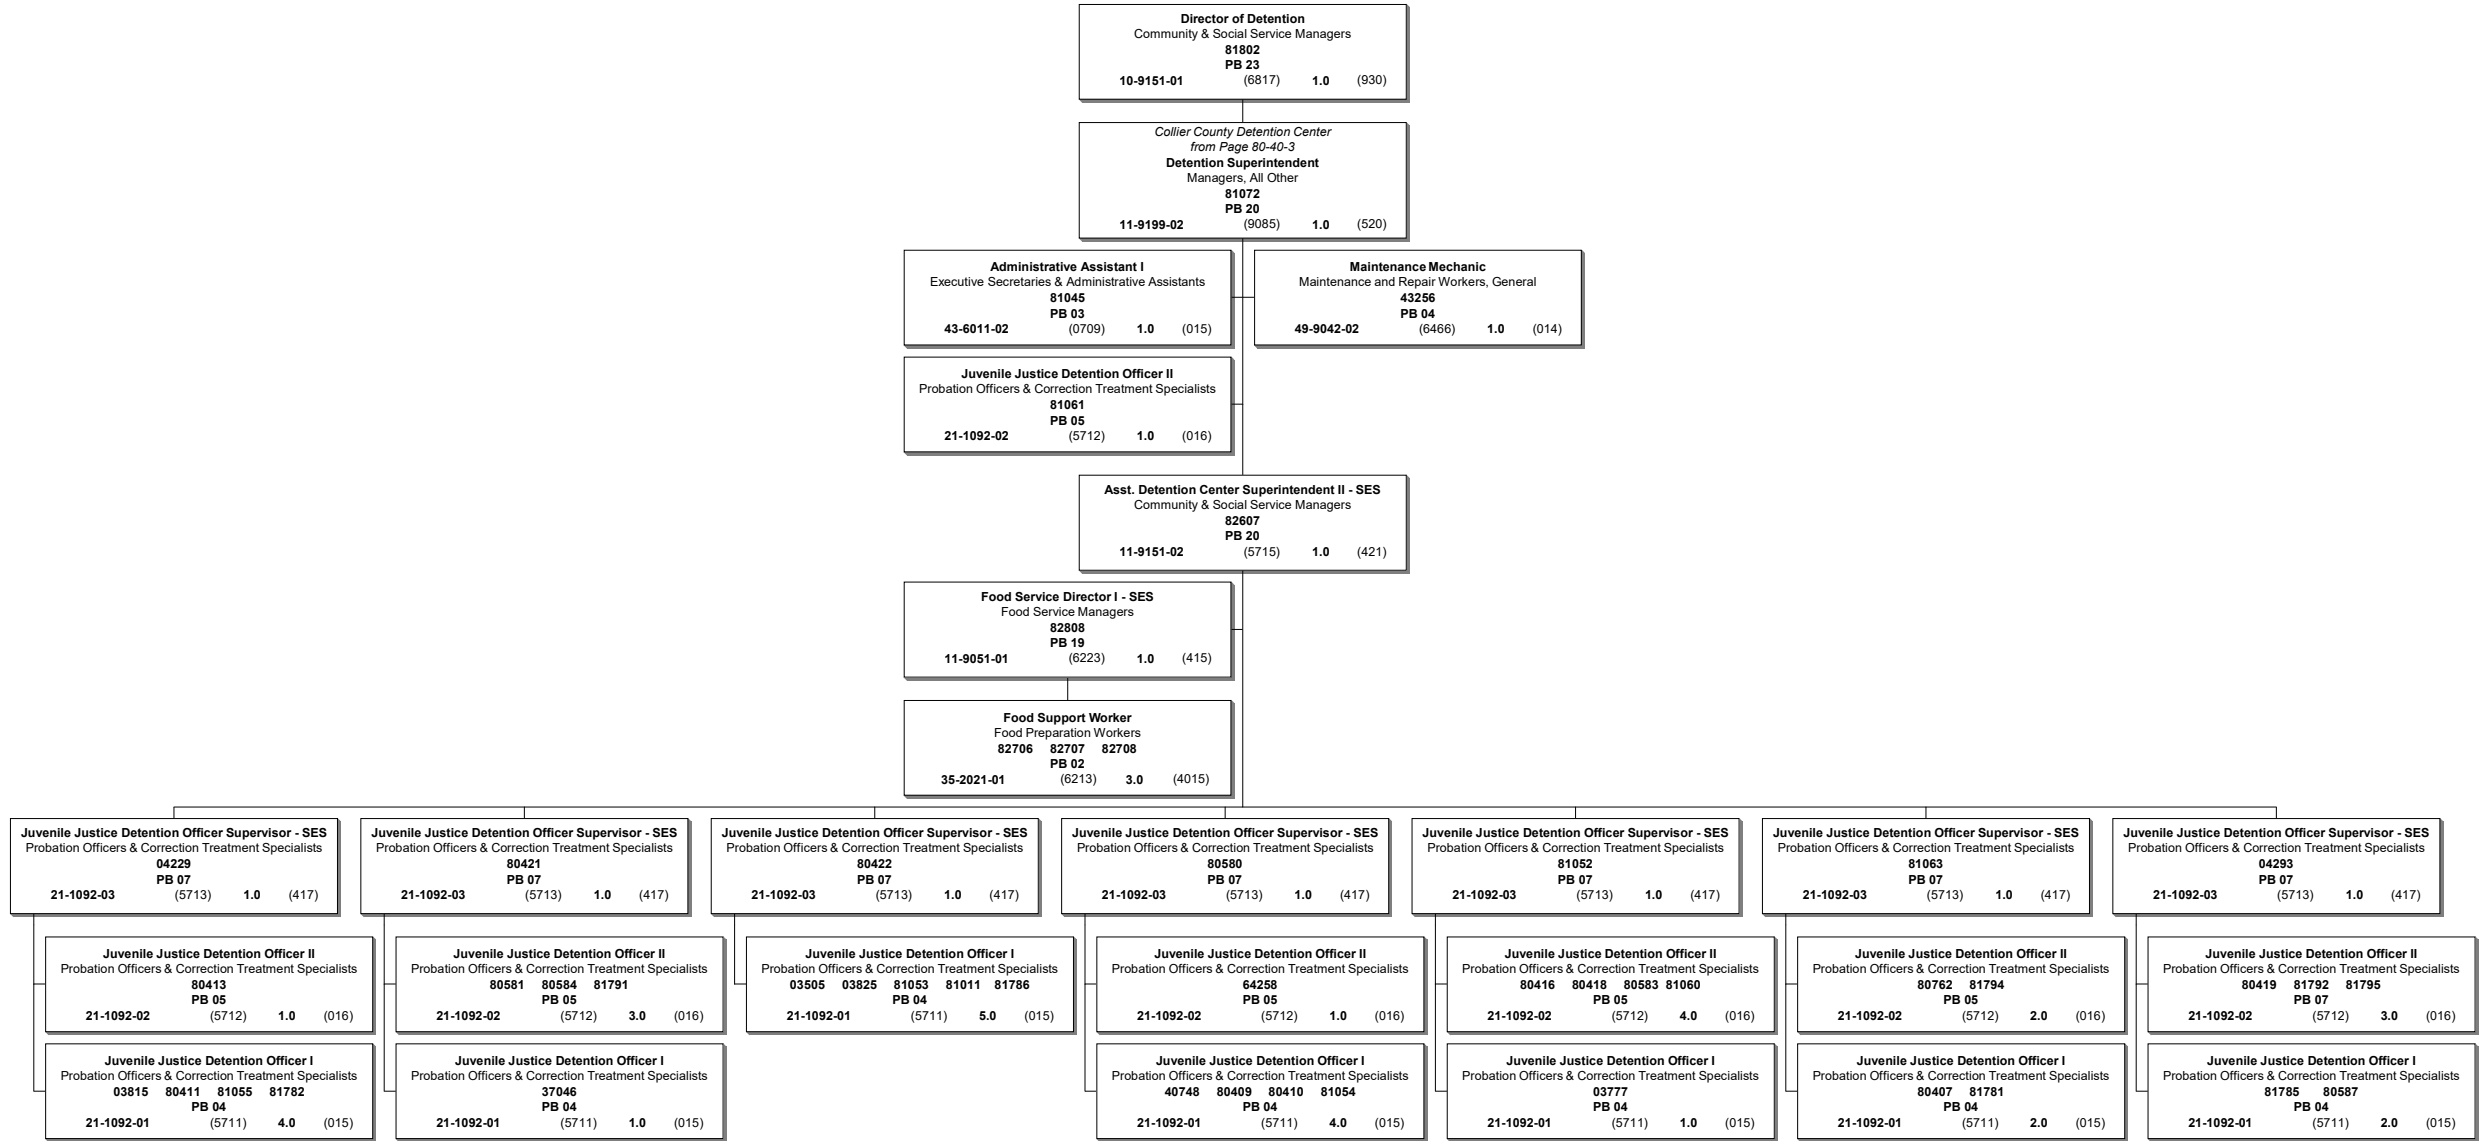 Director of Detention
Community & Social Service Managers
81802
PB 23
10-9151-01 (6817) 1.0 (930)
Collier County Detention Center
from Page 80-40-3
Detention Superintendent
Managers, All Other
81072
PB 20
11-9199-02 (9085) 1.0 (520)
Administrative Assistant I
Executive Secretaries & Administrative Assistants
81045
PB 03
43-6011-02 (0709) 1.0 (015)
Maintenance Mechanic
Maintenance and Repair Workers, General
43256
PB 04
49-9042-02 (6466) 1.0 (014)
Juvenile Justice Detention Officer II
Probation Officers & Correction Treatment Specialists
81061
PB 05
21-1092-02 (5712) 1.0 (016)
Asst. Detention Center Superintendent II - SES
Community & Social Service Managers
82607
PB 20
11-9151-02 (5715) 1.0 (421)
Food Service Director I - SES
Food Service Managers
82808
PB 19
11-9051-01 (6223) 1.0 (415)
Food Support Worker
Food Preparation Workers
82706 82707 82708
PB 02
35-2021-01 (6213) 3.0 (4015)
Juvenile Justice Detention Officer Supervisor - SES
Probation Officers & Correction Treatment Specialists
04229
PB 07
21-1092-03 (5713) 1.0 (417)
Juvenile Justice Detention Officer II
Probation Officers & Correction Treatment Specialists
80413
PB 05
21-1092-02 (5712) 1.0 (016)
Juvenile Justice Detention Officer I
Probation Officers & Correction Treatment Specialists
03815 80411 81055 81782
PB 04
21-1092-01 (5711) 4.0 (015)
Juvenile Justice Detention Officer Supervisor - SES
Probation Officers & Correction Treatment Specialists
80421
PB 07
21-1092-03 (5713) 1.0 (417)
Juvenile Justice Detention Officer II
Probation Officers & Correction Treatment Specialists
80581 80584 81791
PB 05
21-1092-02 (5712) 3.0 (016)
Juvenile Justice Detention Officer I
Probation Officers & Correction Treatment Specialists
37046
PB 04
21-1092-01 (5711) 1.0 (015)
Juvenile Justice Detention Officer Supervisor - SES
Probation Officers & Correction Treatment Specialists
80422
PB 07
21-1092-03 (5713) 1.0 (417)
Juvenile Justice Detention Officer I
Probation Officers & Correction Treatment Specialists
03505 03825 81053 81011 81786
PB 04
21-1092-01 (5711) 5.0 (015)
Juvenile Justice Detention Officer Supervisor - SES
Probation Officers & Correction Treatment Specialists
80580
PB 07
21-1092-03 (5713) 1.0 (417)
Juvenile Justice Detention Officer II
Probation Officers & Correction Treatment Specialists
64258
PB 05
21-1092-02 (5712) 1.0 (016)
Juvenile Justice Detention Officer I
Probation Officers & Correction Treatment Specialists
40748 80409 80410 81054
PB 04
21-1092-01 (5711) 4.0 (015)
Juvenile Justice Detention Officer Supervisor - SES
Probation Officers & Correction Treatment Specialists
81052
PB 07
21-1092-03 (5713) 1.0 (417)
Juvenile Justice Detention Officer II
Probation Officers & Correction Treatment Specialists
80416 80418 80583 81060
PB 05
21-1092-02 (5712) 4.0 (016)
Juvenile Justice Detention Officer I
Probation Officers & Correction Treatment Specialists
03777
PB 04
21-1092-01 (5711) 1.0 (015)
Juvenile Justice Detention Officer Supervisor - SES
Probation Officers & Correction Treatment Specialists
81063
PB 07
21-1092-03 (5713) 1.0 (417)
Juvenile Justice Detention Officer II
Probation Officers & Correction Treatment Specialists
80762 81794
PB 05
21-1092-02 (5712) 2.0 (016)
Juvenile Justice Detention Officer I
Probation Officers & Correction Treatment Specialists
80407 81781
PB 04
21-1092-01 (5711) 2.0 (015)
Juvenile Justice Detention Officer Supervisor - SES
Probation Officers & Correction Treatment Specialists
04293
PB 07
21-1092-03 (5713) 1.0 (417)
Juvenile Justice Detention Officer II
Probation Officers & Correction Treatment Specialists
80419 81792 81795
PB 07
21-1092-02 (5712) 3.0 (016)
Juvenile Justice Detention Officer I
Probation Officers & Correction Treatment Specialists
81785 80587
PB 04
21-1092-01 (5711) 2.0 (015)